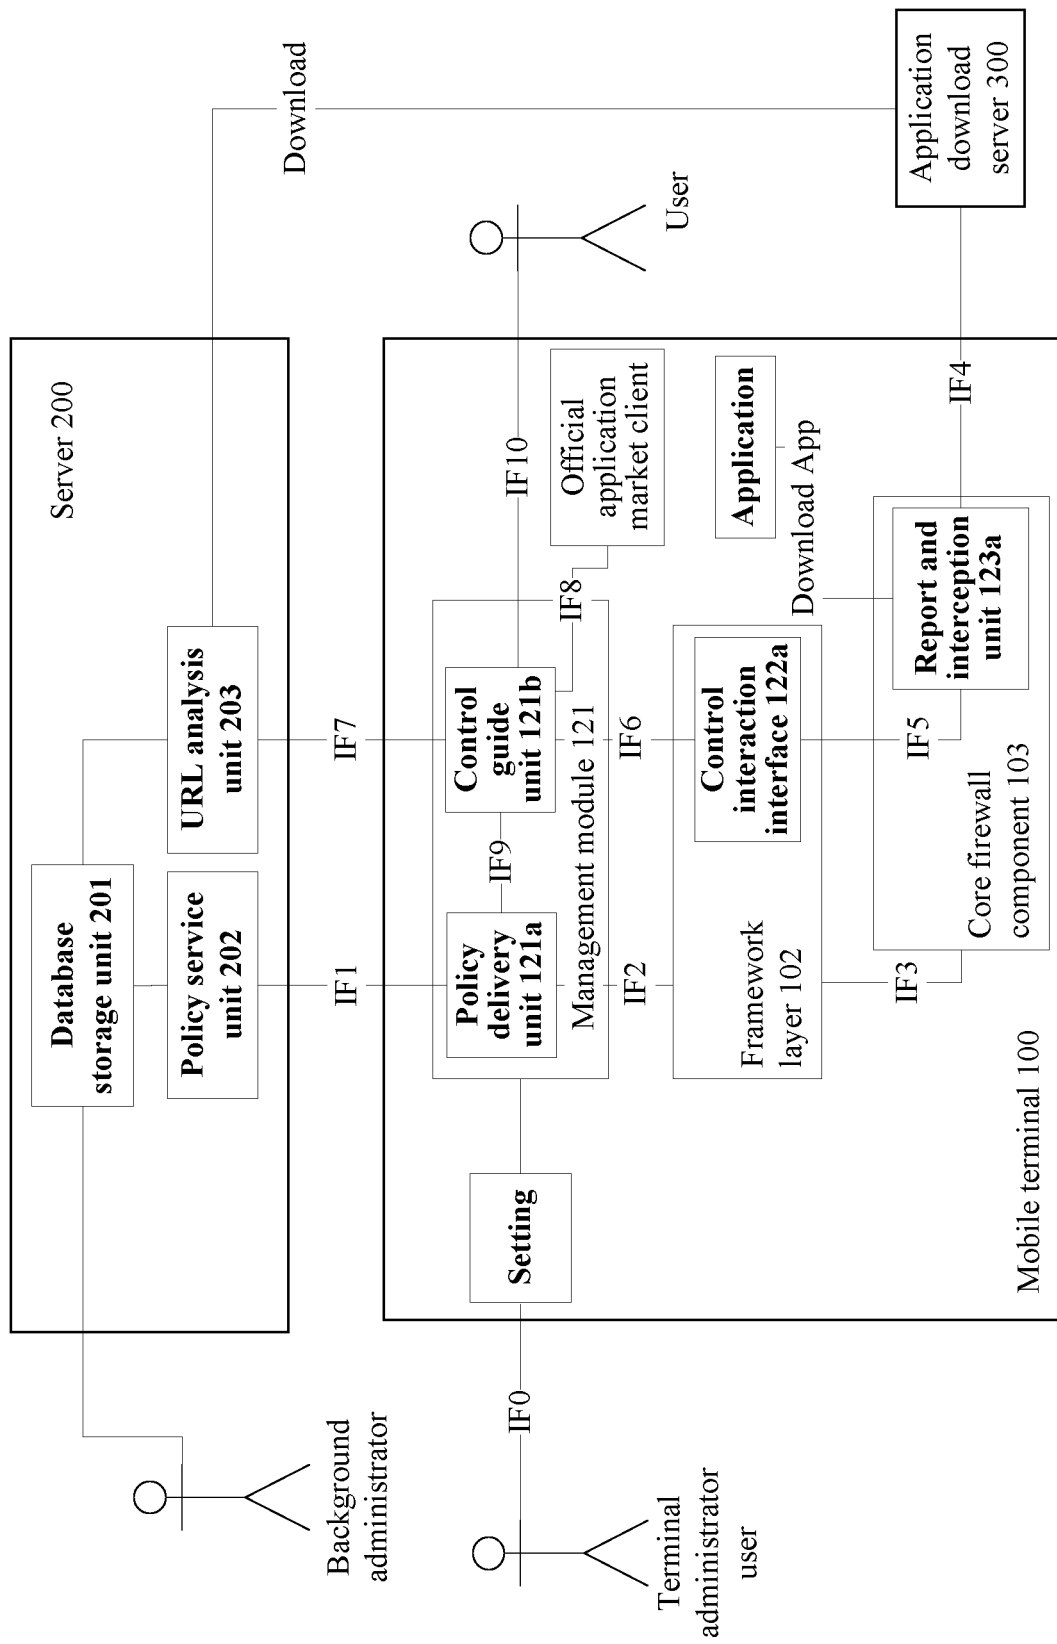 Server 200
Database
storage unit 201
Policy service
unit 202
URL analysis
unit 203
Download
Background
administrator
IF1
IF7
Terminal
administrator
user
IF0
Setting
Policy
delivery
unit 121a
IF9
Control
guide
unit 121b
Management module 121
IF10
User
IF8
Official
application
market client
IF2
IF6
Framework
layer 102
Control
interaction
interface 122a
Application
Download App
IF3
IF5
Core firewall
component 103
Report and
interception
unit 123a
IF4
Application
download
server 300
Mobile terminal 100